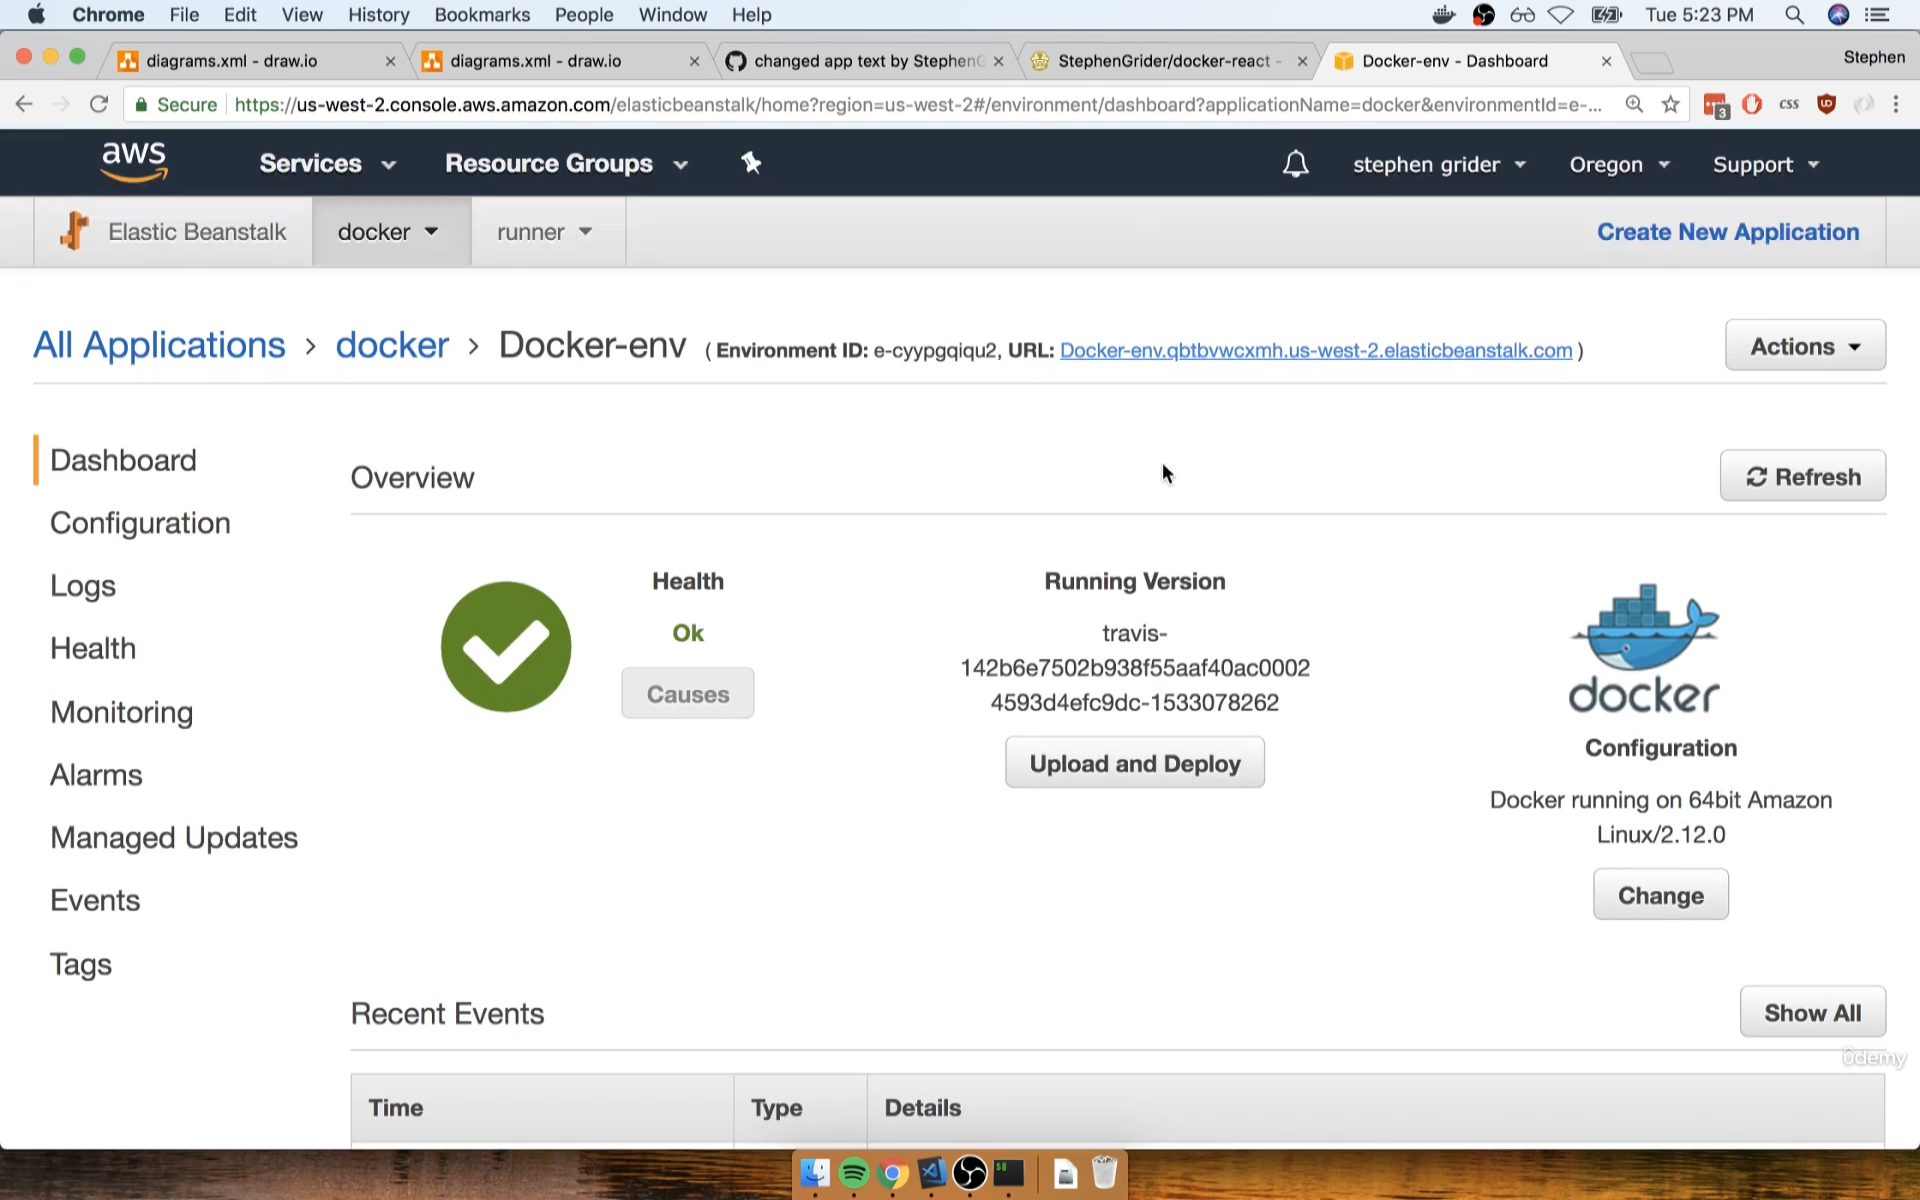 Chrome File Edit View History Bookmarks People Window Help Tue 5:23 PM
diagrams.xml - draw.io diagrams.xml - draw.io changed app text by StephenG StephenGrider/docker-react - Docker-env - Dashboard Stephen
Secure https://us-west-2.console.aws.amazon.com/elasticbeanstalk/home?region=us-west-2#/environment/dashboard?applicationName=docker&environmentId=e-... 3 css
aws Services Resource Groups stephen grider Oregon Support
Elastic Beanstalk docker runner Create New Application
All Applications > docker > Docker-env ( Environment ID: e-cyypgqiqu2, URL: Docker-env.qbtbvwcxmh.us-west-2.elasticbeanstalk.com ) Actions
Dashboard
Configuration
Logs
Health
Monitoring
Alarms
Managed Updates
Events
Tags
Overview
Refresh
Health
Ok
Causes
Running Version
travis-
142b6e7502b938f55aaf40ac0002
4593d4efc9dc-1533078262
Upload and Deploy
docker
Configuration
Docker running on 64bit Amazon
Linux/2.12.0
Change
Recent Events
Show All
ûdemy
Time Type Details